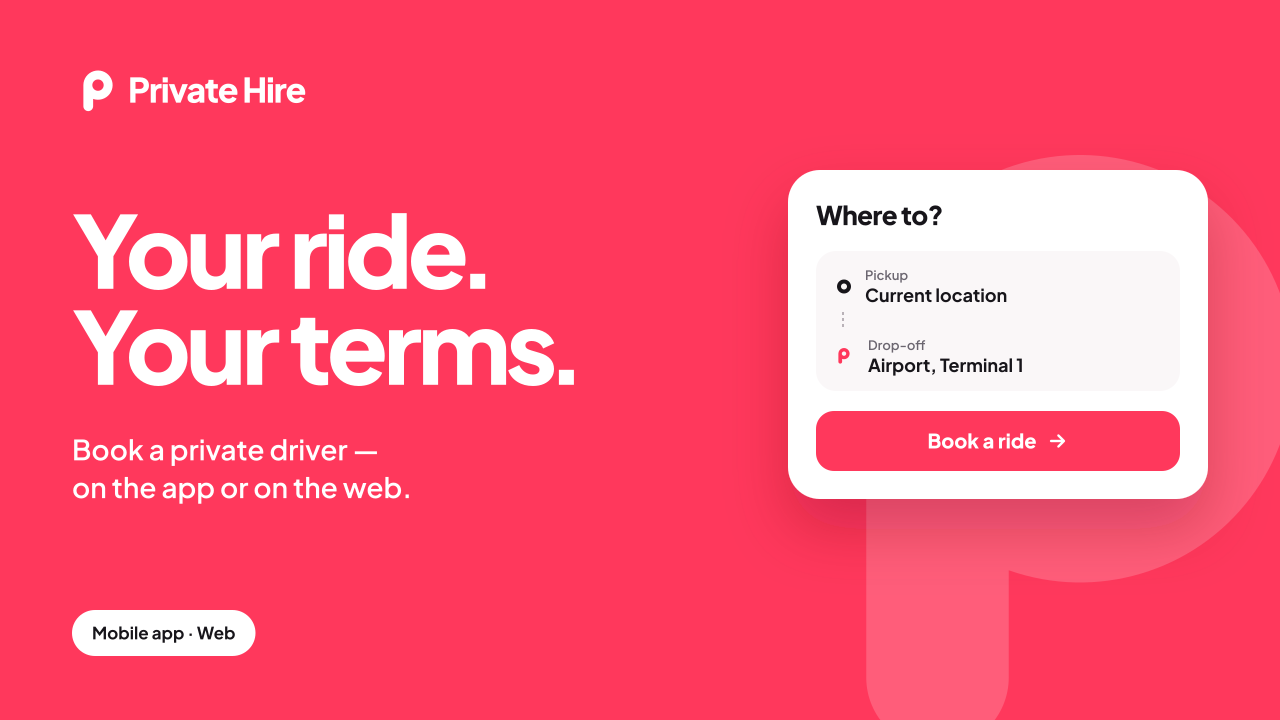 Private Hire
Your ride.
Your terms.
Book a private driver —
on the app or on the web.
Mobile app · Web
Where to?
Pickup
Current location
Drop-off
Airport, Terminal 1
Book a ride →